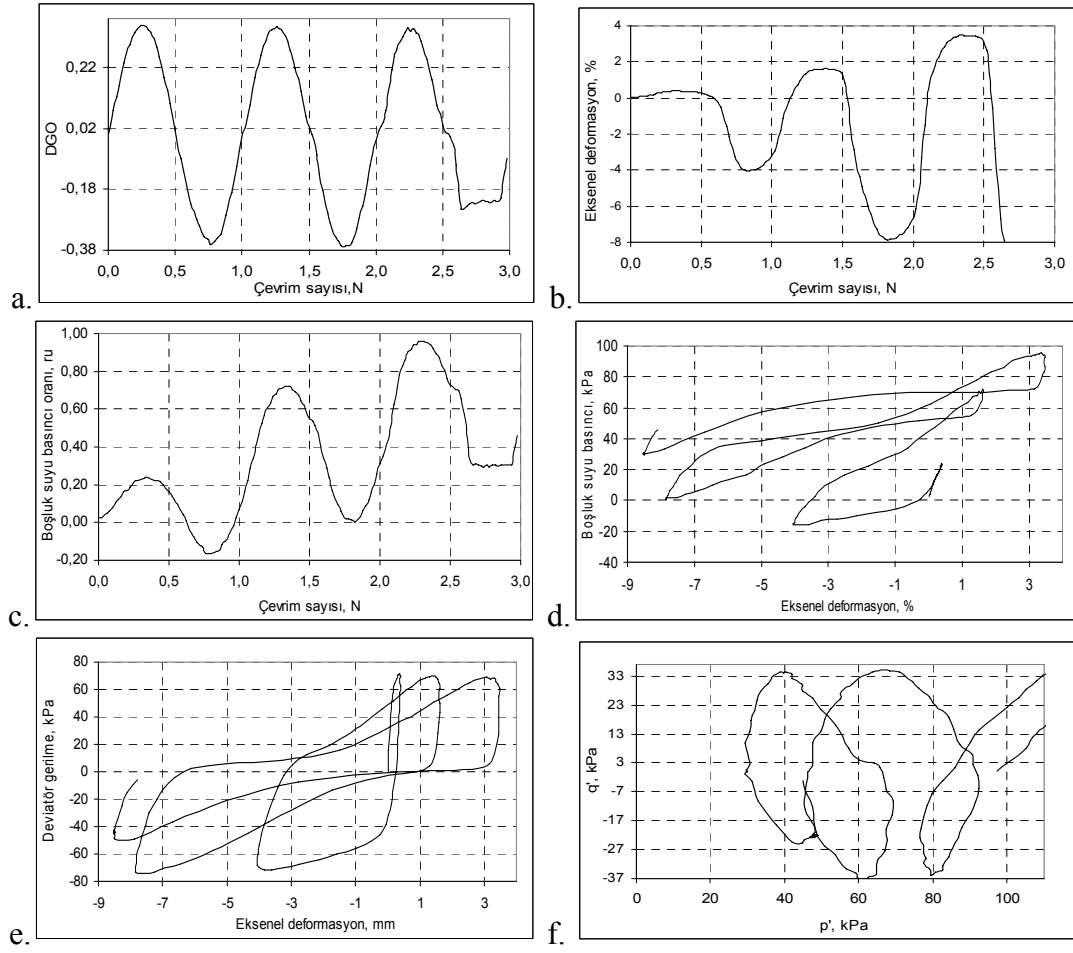 0,22
0,02
-0,18
-0,38
DGO
0,0 0,5 1,0 1,5 2,0 2,5 3,0
Çevrim sayısı,N
a.
4
2
0
-2
-4
-6
-8
Eksenel deformasyon, %
0,0 0,5 1,0 1,5 2,0 2,5 3,0
Çevrim sayısı, N
b.
1,00
0,80
0,60
0,40
0,20
0,00
-0,20
Boşluk suyu basıncı oranı, ru
0,0 0,5 1,0 1,5 2,0 2,5 3,0
Çevrim sayısı, N
c.
100
80
60
40
20
0
-20
-40
Boşluk suyu basıncı, kPa
-9 -7 -5 -3 -1 1 3
Eksenel deformasyon, %
d.
80
60
40
20
0
-20
-40
-60
-80
Deviatör gerilme, kPa
-9 -7 -5 -3 -1 1 3
Eksenel deformasyon, mm
e.
33
23
13
3
-7
-17
-27
-37
q', kPa
0 20 40 60 80 100
p', kPa
f.